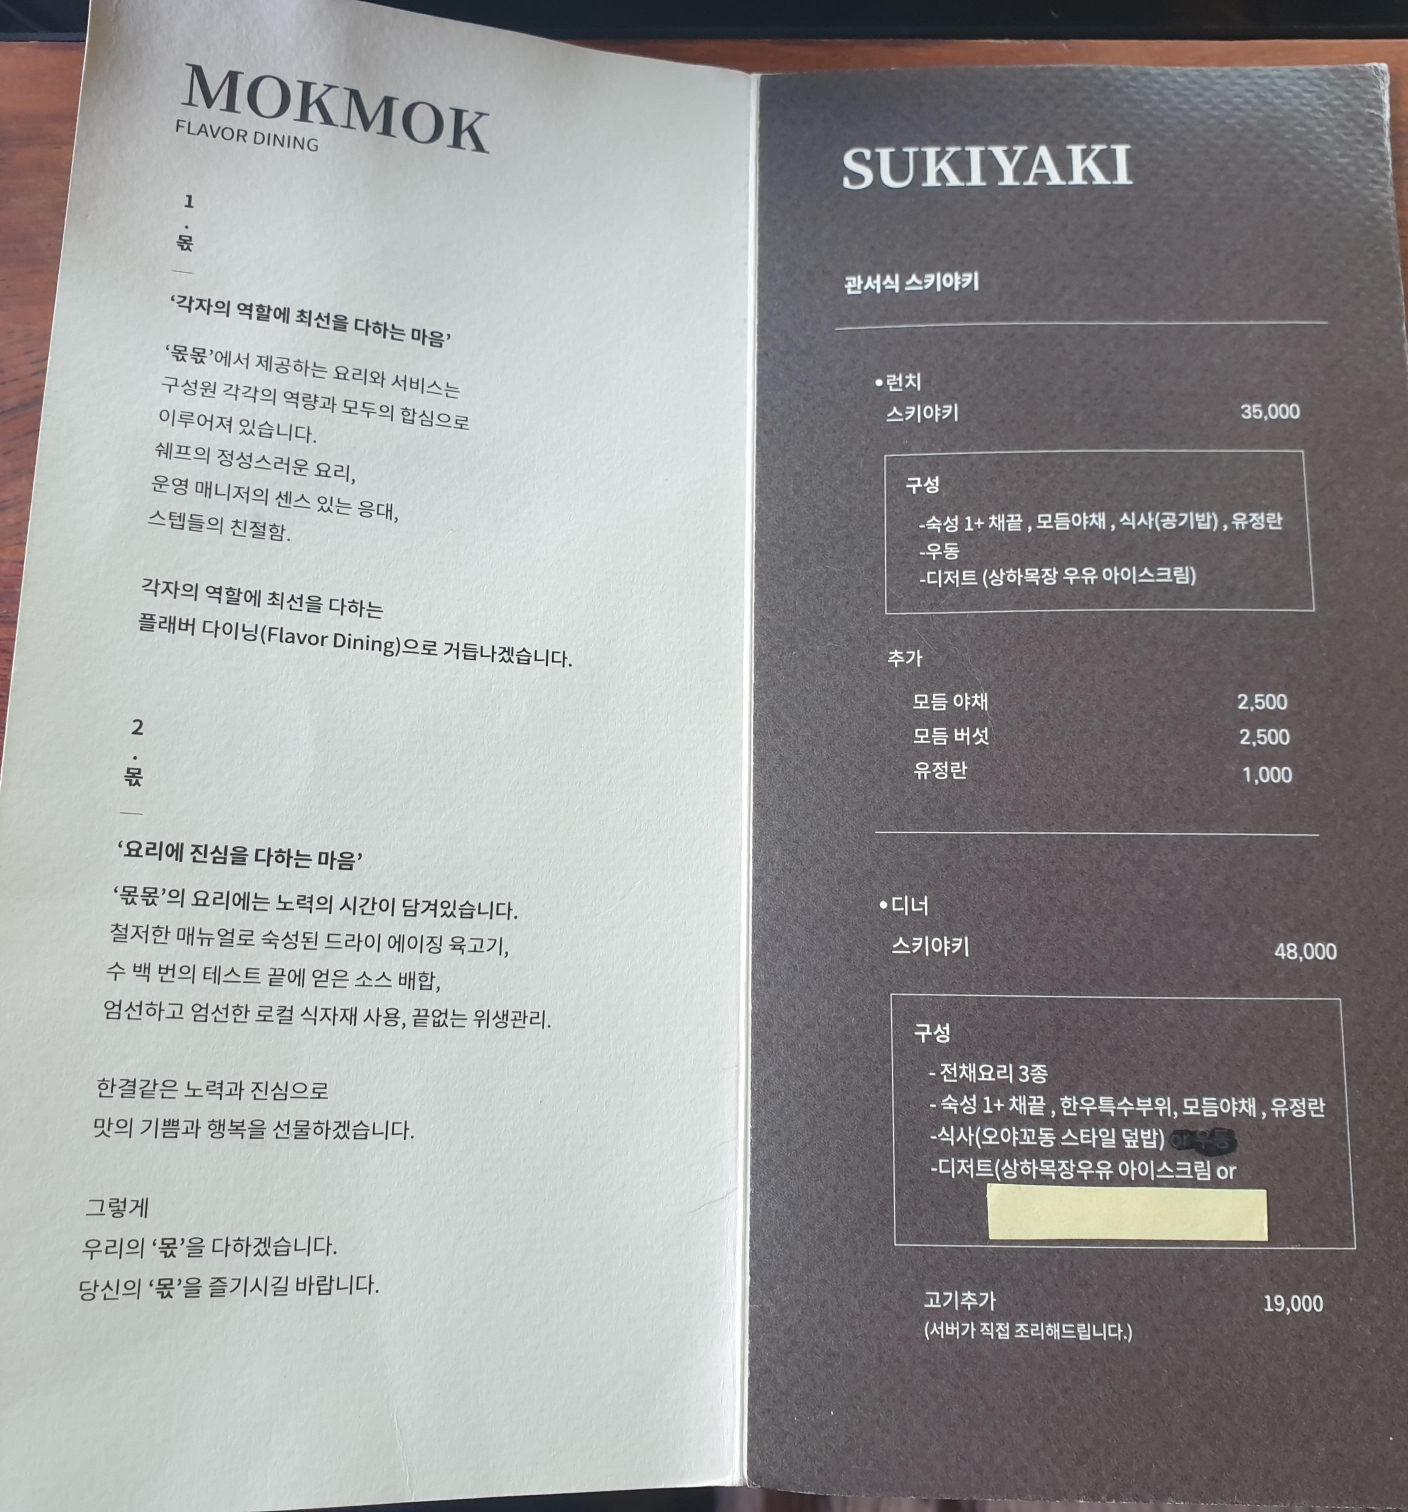 MOKMOK
FLAVOR DINING
1
.
몫
'각자의 역할에 최선을 다하는 마음'
'몫몫'에서 제공하는 요리와 서비스는
구성원 각각의 역량과 모두의 합심으로
이루어져 있습니다.
쉐프의 정성스러운 요리,
운영 매니저의 센스 있는 응대,
스텝들의 친절함.
각자의 역할에 최선을 다하는
플래버 다이닝(Flavor Dining)으로 거듭나겠습니다.
2
.
몫
'요리에 진심을 다하는 마음'
'몫몫'의 요리에는 노력의 시간이 담겨있습니다.
철저한 매뉴얼로 숙성된 드라이 에이징 육고기,
수 백 번의 테스트 끝에 얻은 소스 배합,
엄선하고 엄선한 로컬 식자재 사용, 끝없는 위생관리.
한결같은 노력과 진심으로
맛의 기쁨과 행복을 선물하겠습니다.
그렇게
우리의 '몫'을 다하겠습니다.
당신의 '몫'을 즐기시길 바랍니다.
SUKIYAKI
관서식 스키야키
•런치
스키야키 35,000
구성
-숙성 1+ 채끝 , 모듬야채 , 식사(공기밥) , 유정란
-우동
-디저트 (상하목장 우유 아이스크림)
추가
모듬 야채 2,500
모듬 버섯 2,500
유정란 1,000
•디너
스키야키 48,000
구성
- 전채요리 3종
- 숙성 1+ 채끝 , 한우특수부위, 모듬야채 , 유정란
-식사(오야꼬동 스타일 덮밥)
-디저트(상하목장우유 아이스크림 or
고기추가 19,000
(서버가 직접 조리해드립니다.)